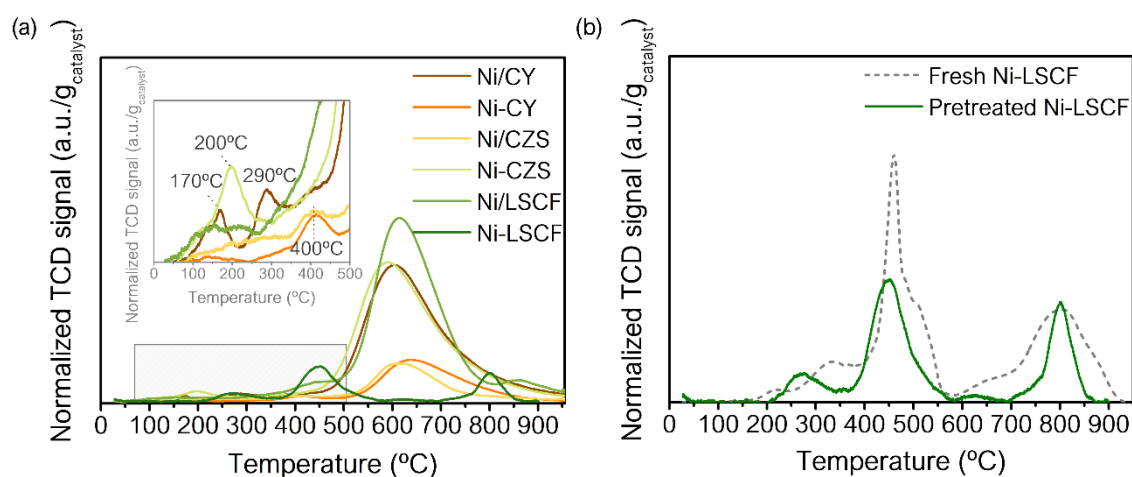 (a)
Normalized TCD signal (a.u./gcatalyst)
Ni/CY
Ni-CY
Ni/CZS
Ni-CZS
Ni/LSCF
Ni-LSCF
Normalized TCD signal (a.u./gcatalyst)
200ºC
170ºC
290ºC
400ºC
0 100 200 300 400 500
Temperature (ºC)
0 100 200 300 400 500 600 700 800 900
Temperature (ºC)
(b)
Normalized TCD signal (a.u./gcatalyst)
Fresh Ni-LSCF
Pretreated Ni-LSCF
0 100 200 300 400 500 600 700 800 900
Temperature (ºC)